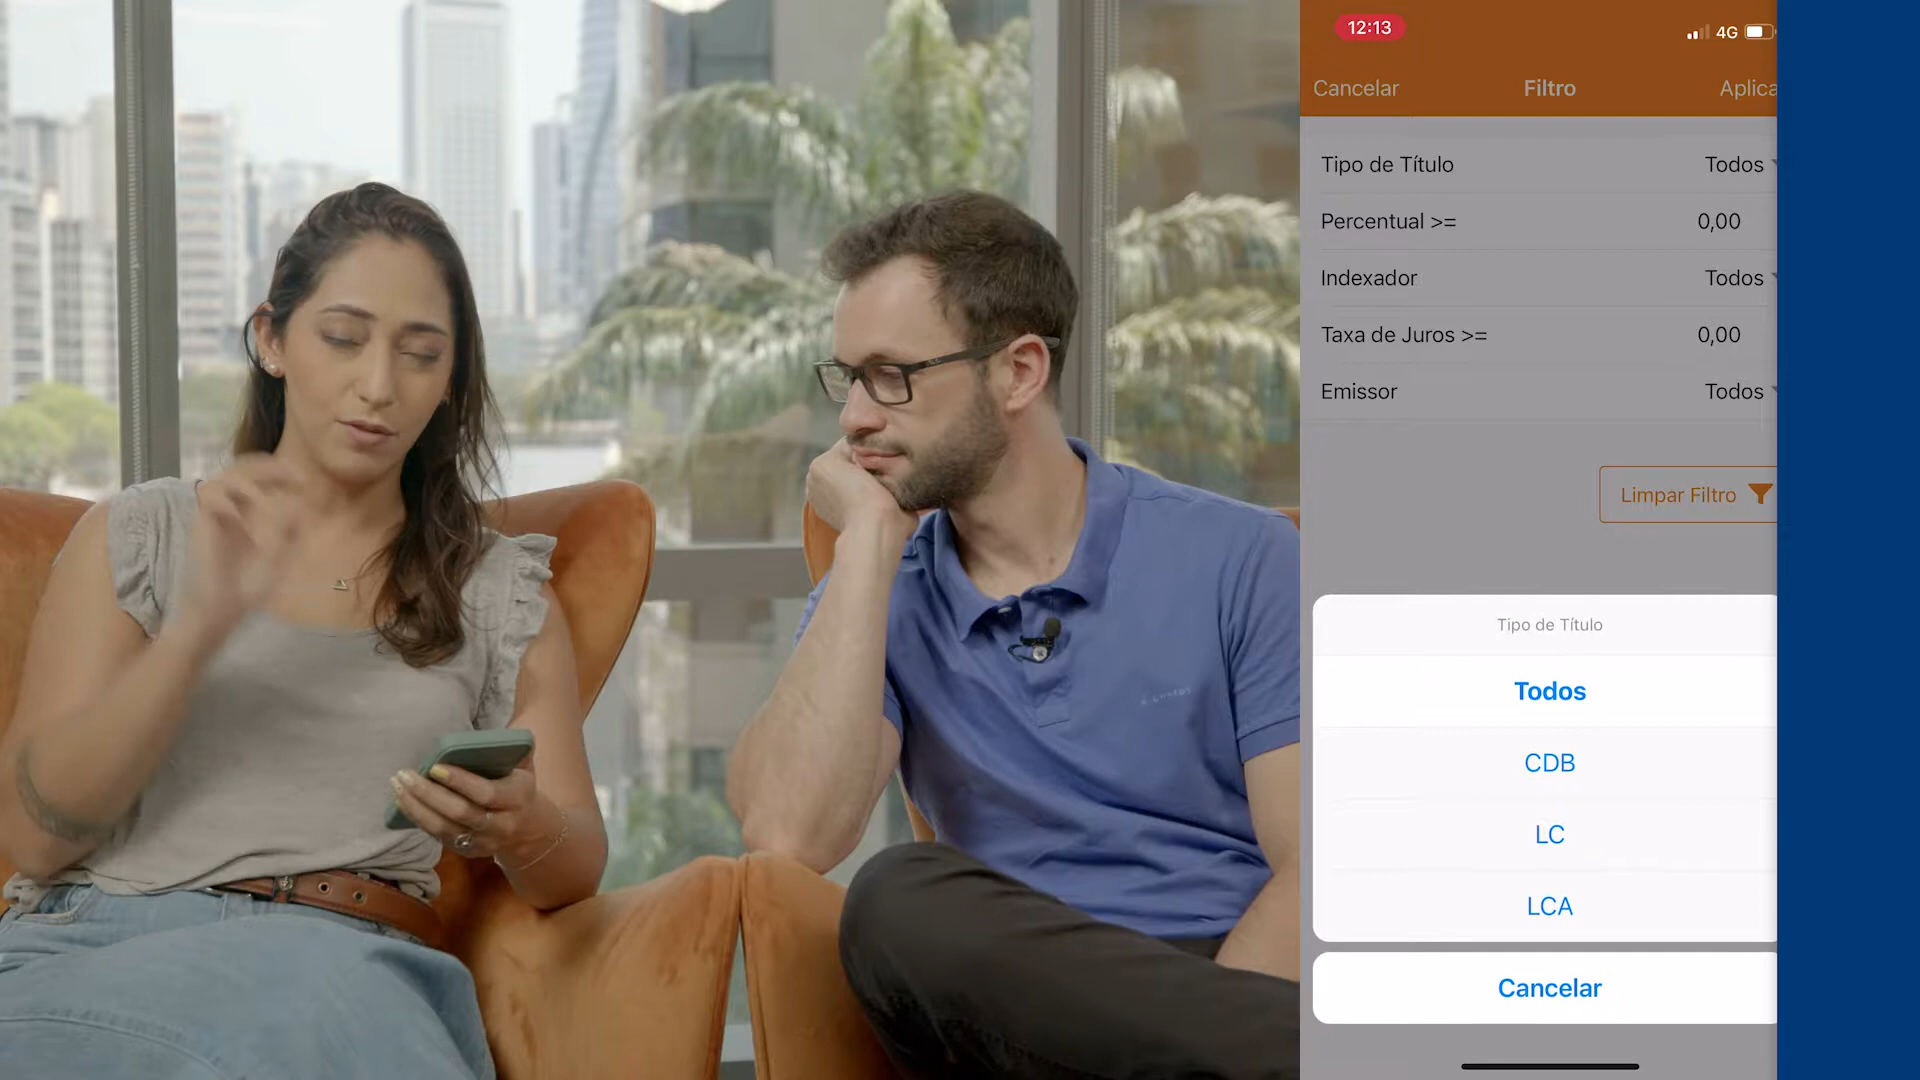 12:13
4G
Cancelar
Filtro
Aplica
Tipo de Título
Todos
Percentual >=
0,00
Indexador
Todos
Taxa de Juros >=
0,00
Emissor
Todos
Limpar Filtro
Tipo de Título
Todos
CDB
LC
LCA
Cancelar